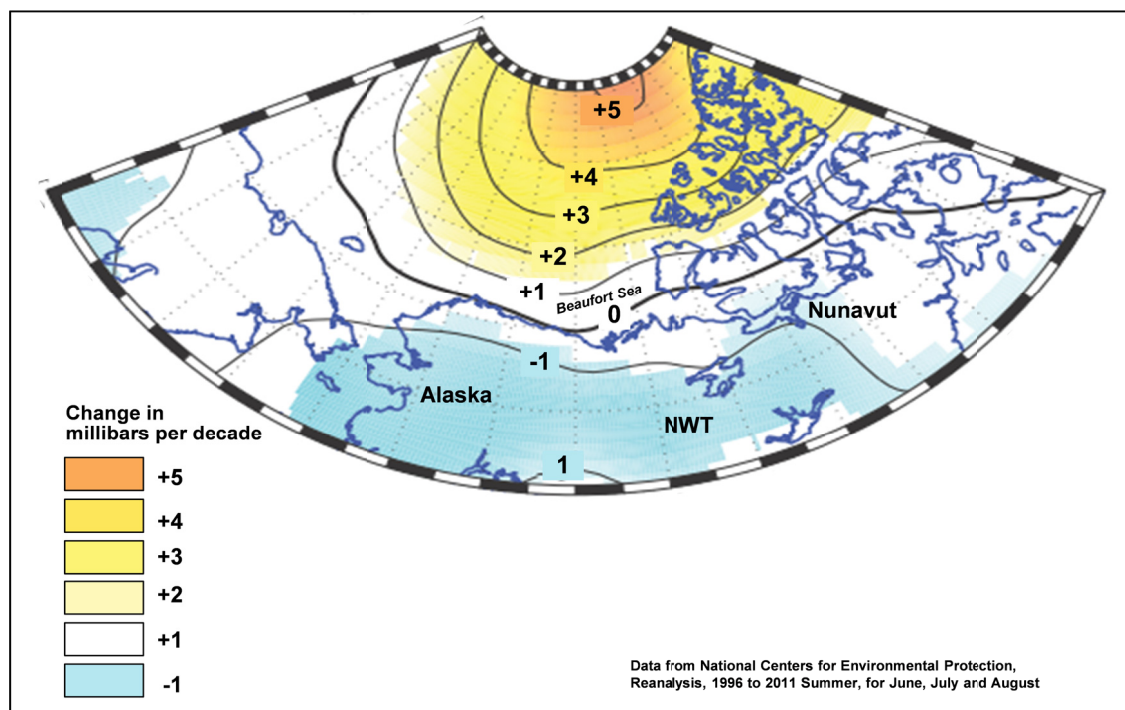 +5
+4
+3
+2
+1
Beaufort Sea
0
Nunavut
-1
Alaska
NWT
1
Change in
millibars per decade
+5
+4
+3
+2
+1
-1
Data from National Centers for Environmental Protection,
Reanalysis, 1996 to 2011 Summer, for June, July and August